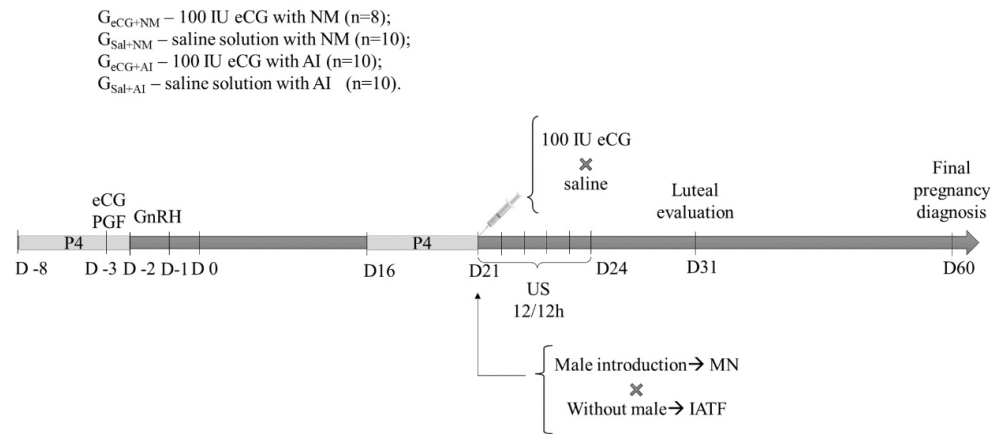 GeCG+NM – 100 IU eCG with NM (n=8);
GSal+NM – saline solution with NM (n=10);
GeCG+AI – 100 IU eCG with AI (n=10);
GSal+AI – saline solution with AI (n=10).
100 IU eCG
saline
eCG
PGF
GnRH
Luteal
evaluation
Final
pregnancy
diagnosis
P4
P4
D -8
D -3
D -2
D-1
D 0
D16
D21
D24
D31
D60
US
12/12h
Male introduction→ MN
Without male→ IATF